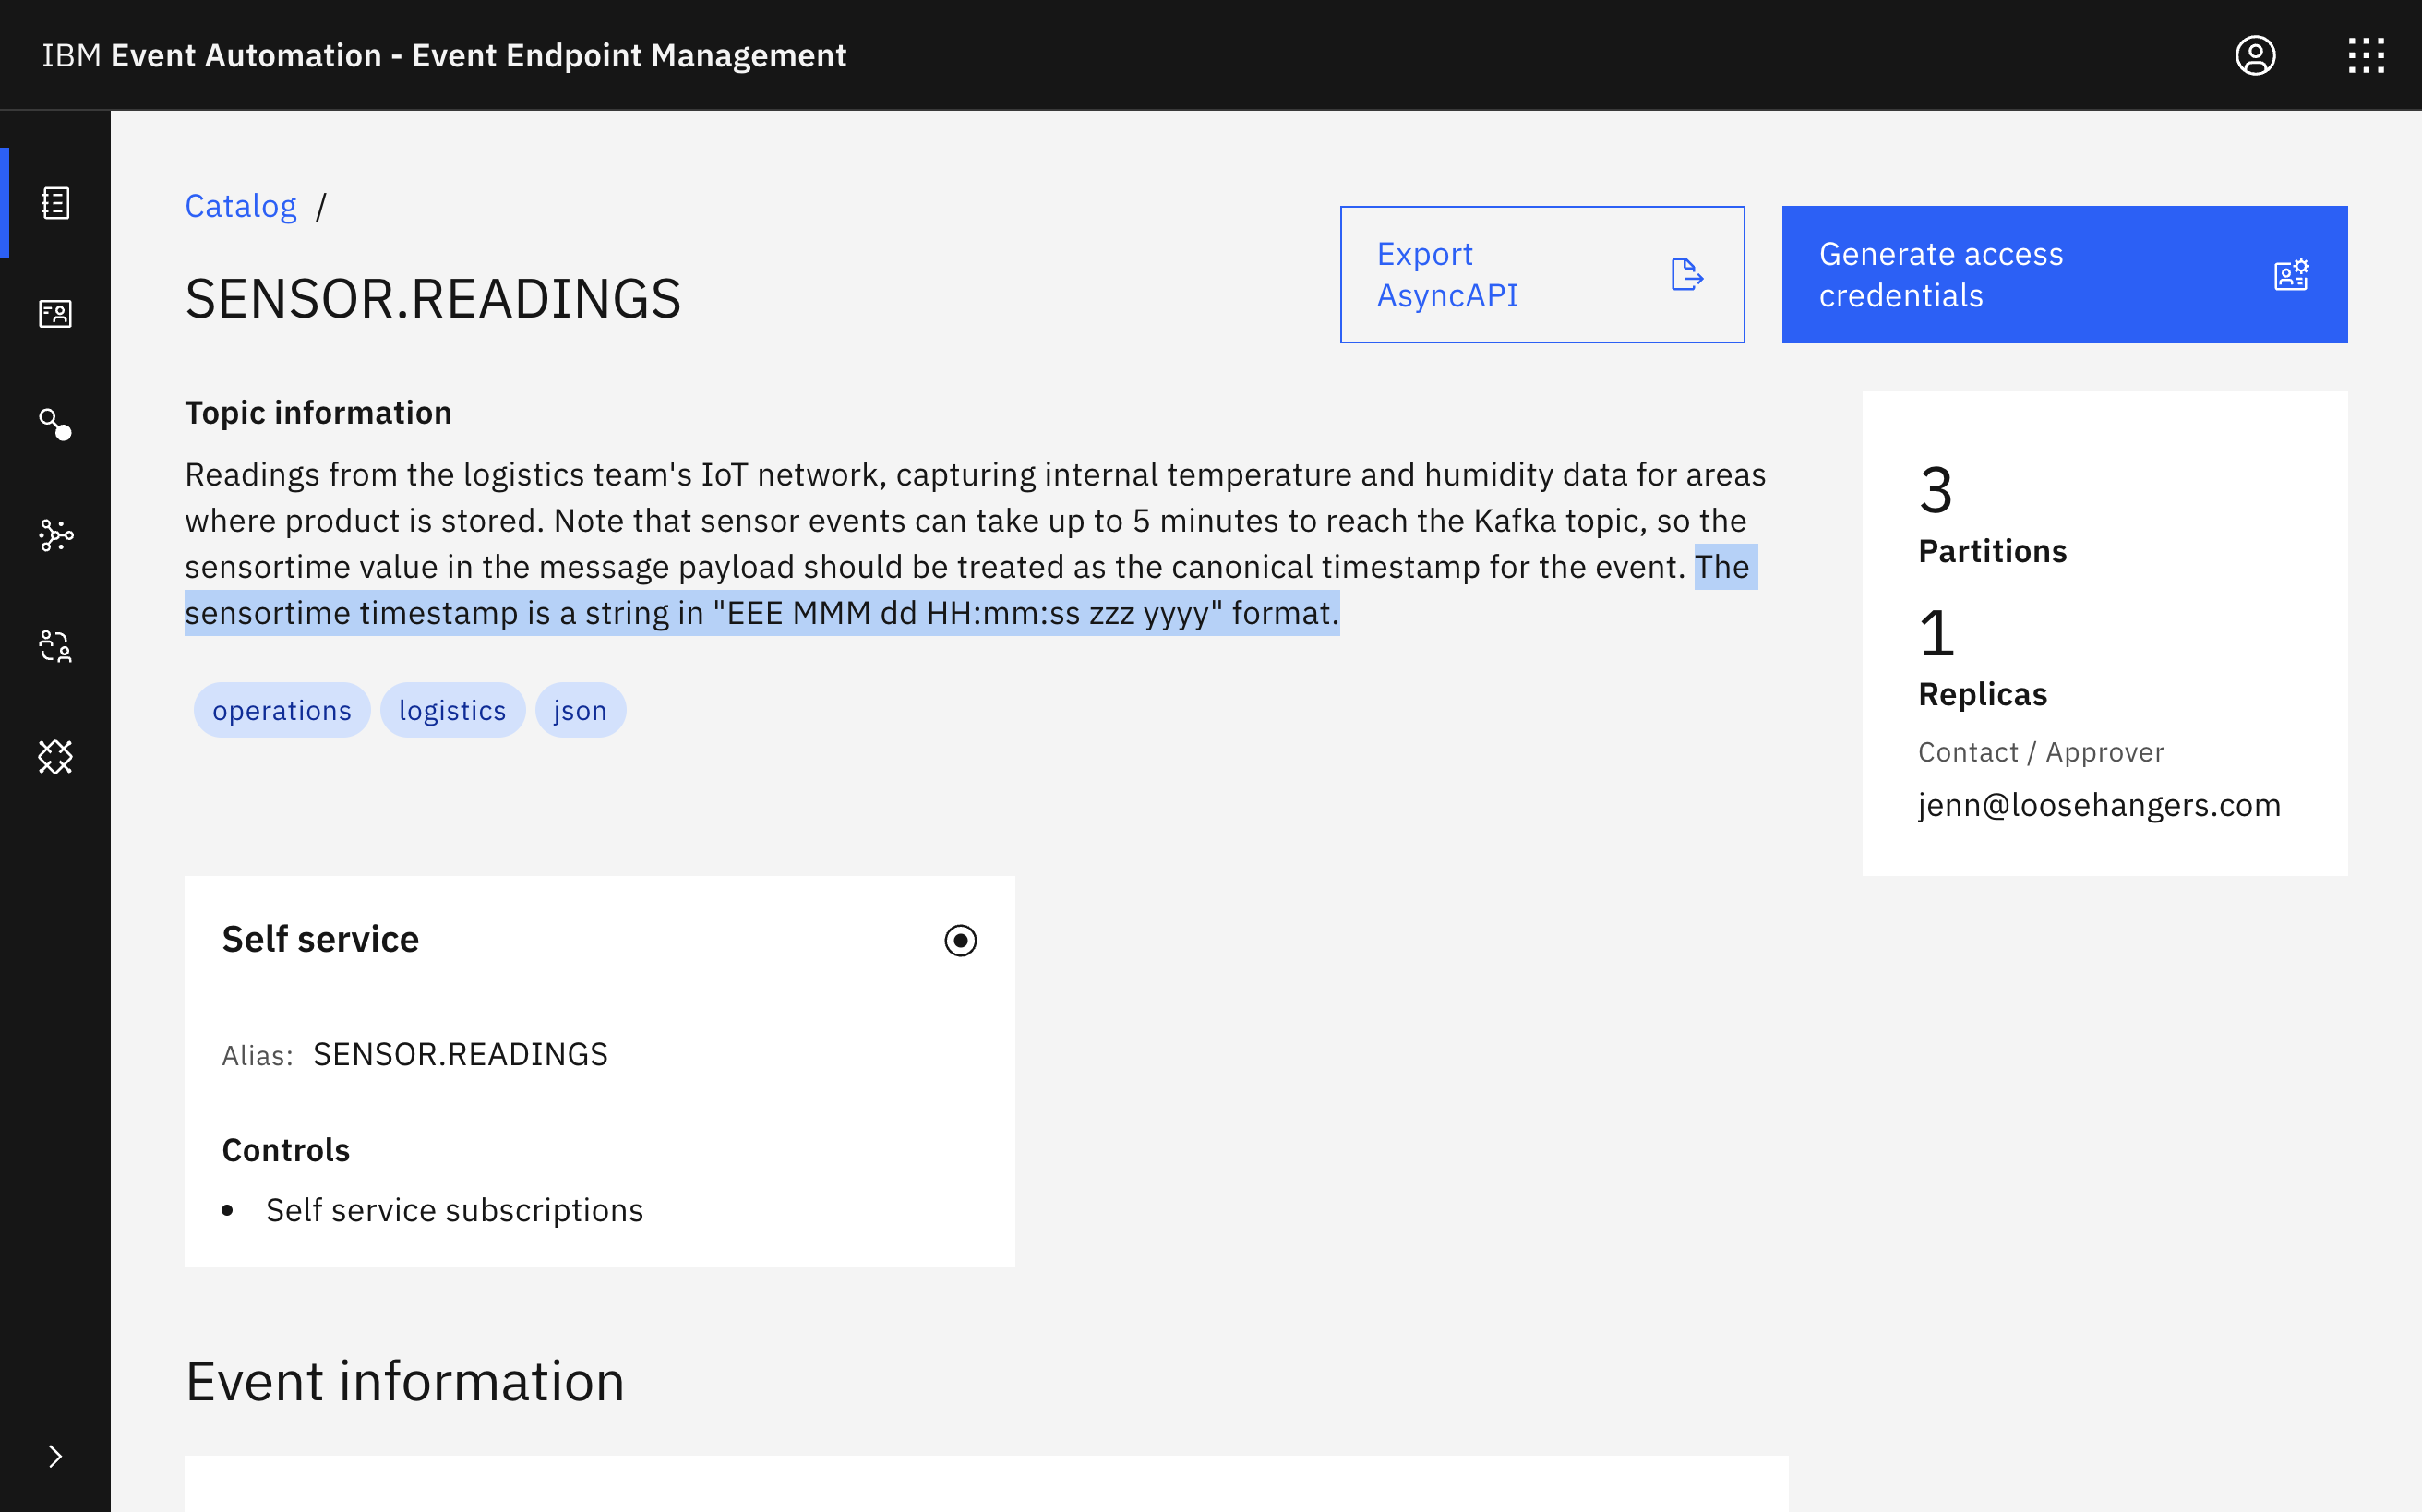 IBM Event Automation - Event Endpoint Management
Catalog /
SENSOR.READINGS
Export
AsyncAPI
Generate access
credentials
Topic information
Readings from the logistics team's IoT network, capturing internal temperature and humidity data for areas
where product is stored. Note that sensor events can take up to 5 minutes to reach the Kafka topic, so the
sensortime value in the message payload should be treated as the canonical timestamp for the event. The
sensortime timestamp is a string in "EEE MMM dd HH:mm:ss zzz yyyy" format.
operations logistics json
3
Partitions
1
Replicas
Contact / Approver
jenn@loosehangers.com
Self service
Alias: SENSOR.READINGS
Controls
• Self service subscriptions
Event information